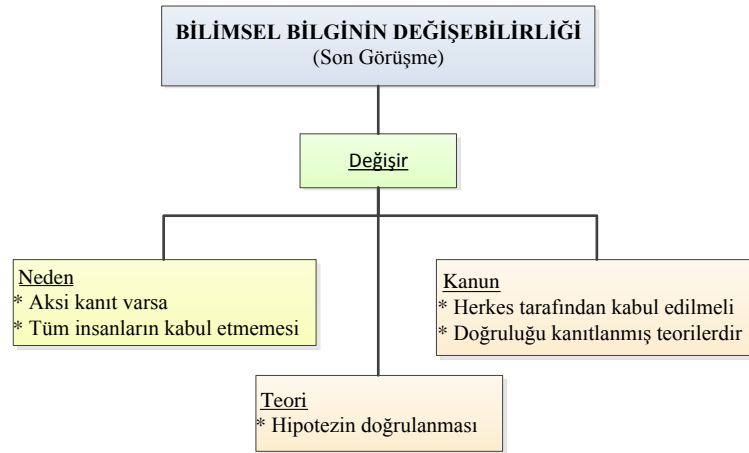 BİLİMSEL BİLGİNİN DEĞİŞEBİLİRLİĞİ
(Son Görüşme)
Değişir
Neden
* Aksi kanıt varsa
* Tüm insanların kabul etmemesi
Kanun
* Herkes tarafından kabul edilmeli
* Doğruluğu kanıtlanmış teorilerdir
Teori
* Hipotezin doğrulanması